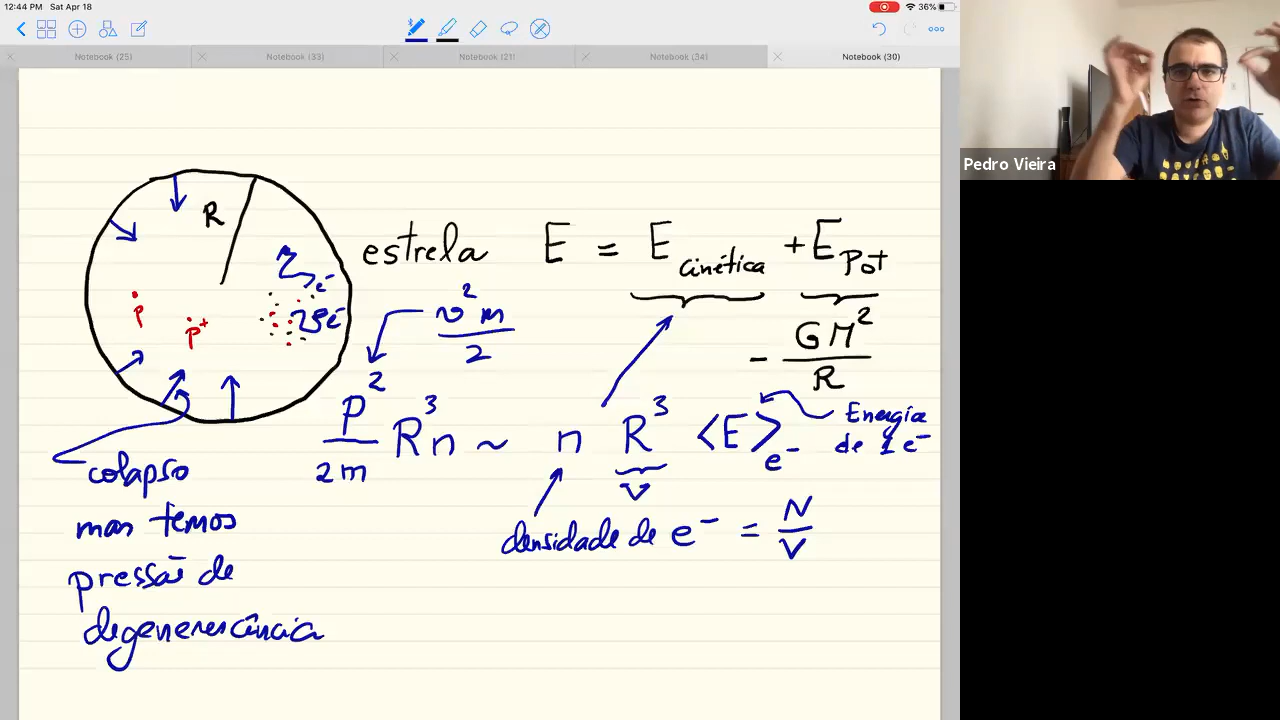 12:44 PM Sat Apr 18
36%
Notebook (25)
Notebook (33)
Notebook (21)
Notebook (34)
Notebook (30)
Pedro Vieira
R
estrela E = E cinética + E Pot
e⁻
p
p⁺
e⁻
v² m / 2
- GM² / R
P² / 2m R³ n ~ n R³ <E> e⁻
V
Energia
de 1 e⁻
colapso
mas temos
pressão de
degenerescência
densidade de e⁻ = N / V